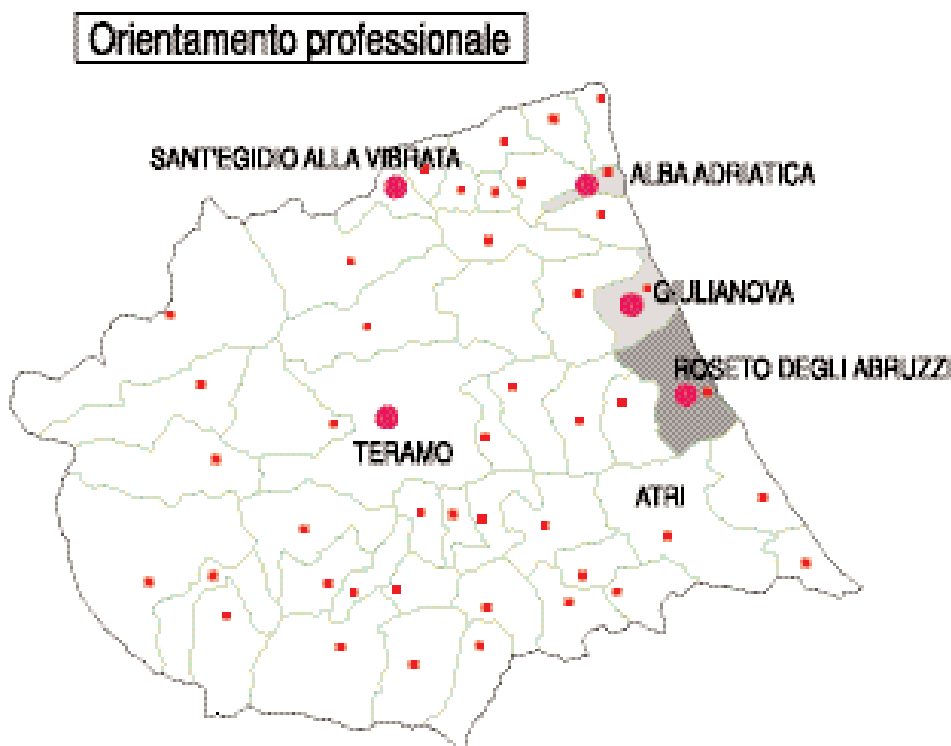 Orientamento professionale
SANT'EGIDIO ALLA VIBRATA
ALBA ADRIATICA
GIULIANOVA
ROSETO DEGLI ABRUZZI
TERAMO
ATRI